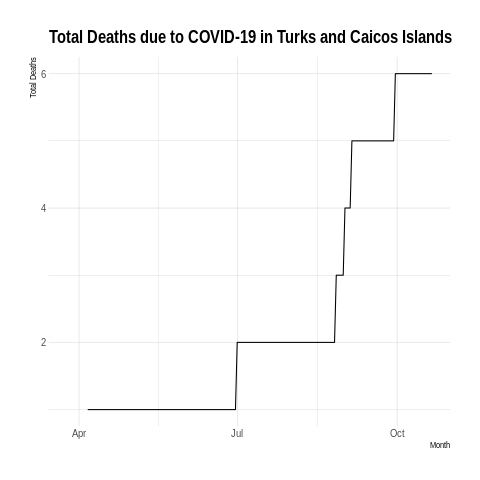 Total Deaths due to COVID-19 in Turks and Caicos Islands
Total Deaths
6
4
2
Apr
Jul
Oct
Month